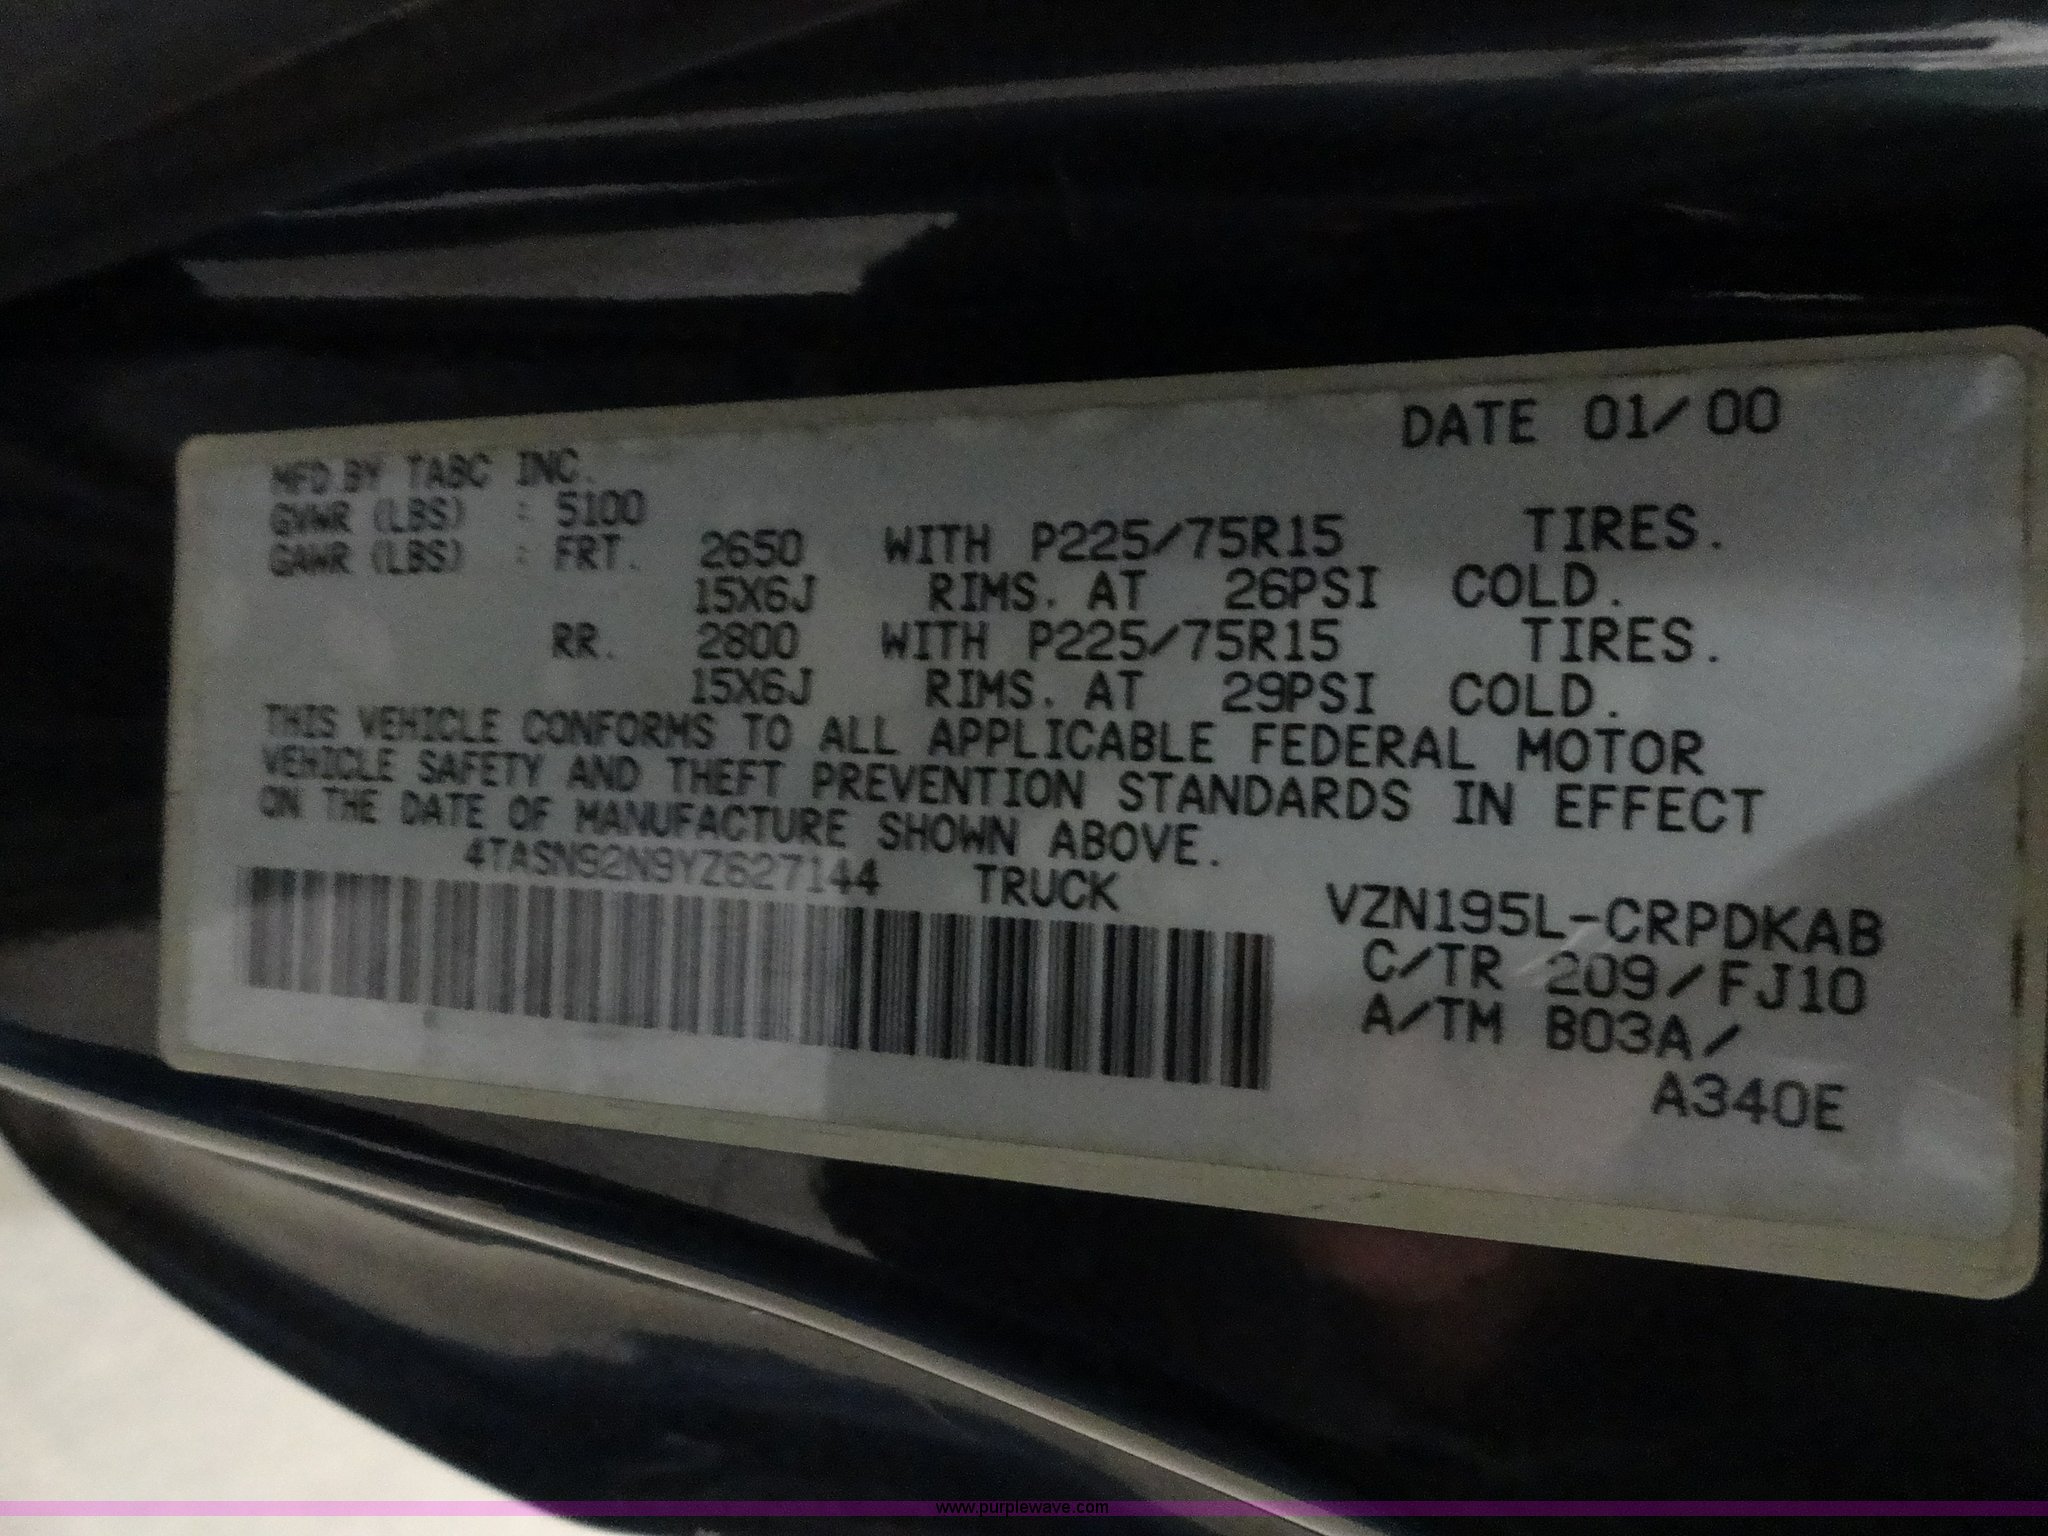 DATE 01/00
MFD.BY TABC INC.
GVWR (LBS) : 5100
GAWR (LBS) : FRT. 2650 WITH P225/75R15 TIRES.
15X6J RIMS. AT 26PSI COLD.
RR. 2800 WITH P225/75R15 TIRES.
15X6J RIMS. AT 29PSI COLD.
THIS VEHICLE CONFORMS TO ALL APPLICABLE FEDERAL MOTOR
VEHICLE SAFETY AND THEFT PREVENTION STANDARDS IN EFFECT
ON THE DATE OF MANUFACTURE SHOWN ABOVE.
4TASN92N9YZ627144 TRUCK
VZN195L-CRPDKAB
C/TR 209/FJ10
A/TM B03A/
A340E
www.purplewave.com